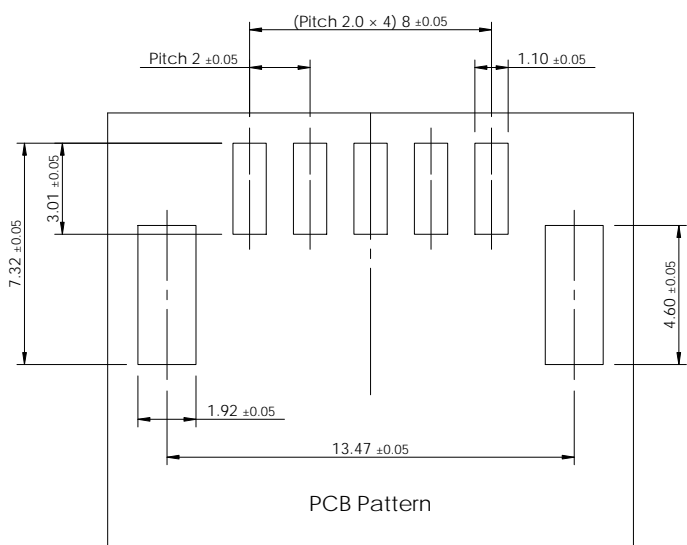 (Pitch 2.0 × 4) 8 ±0.05
Pitch 2 ±0.05
1.10 ±0.05
3.01 ±0.05
7.32 ±0.05
4.60 ±0.05
1.92 ±0.05
13.47 ±0.05
PCB Pattern